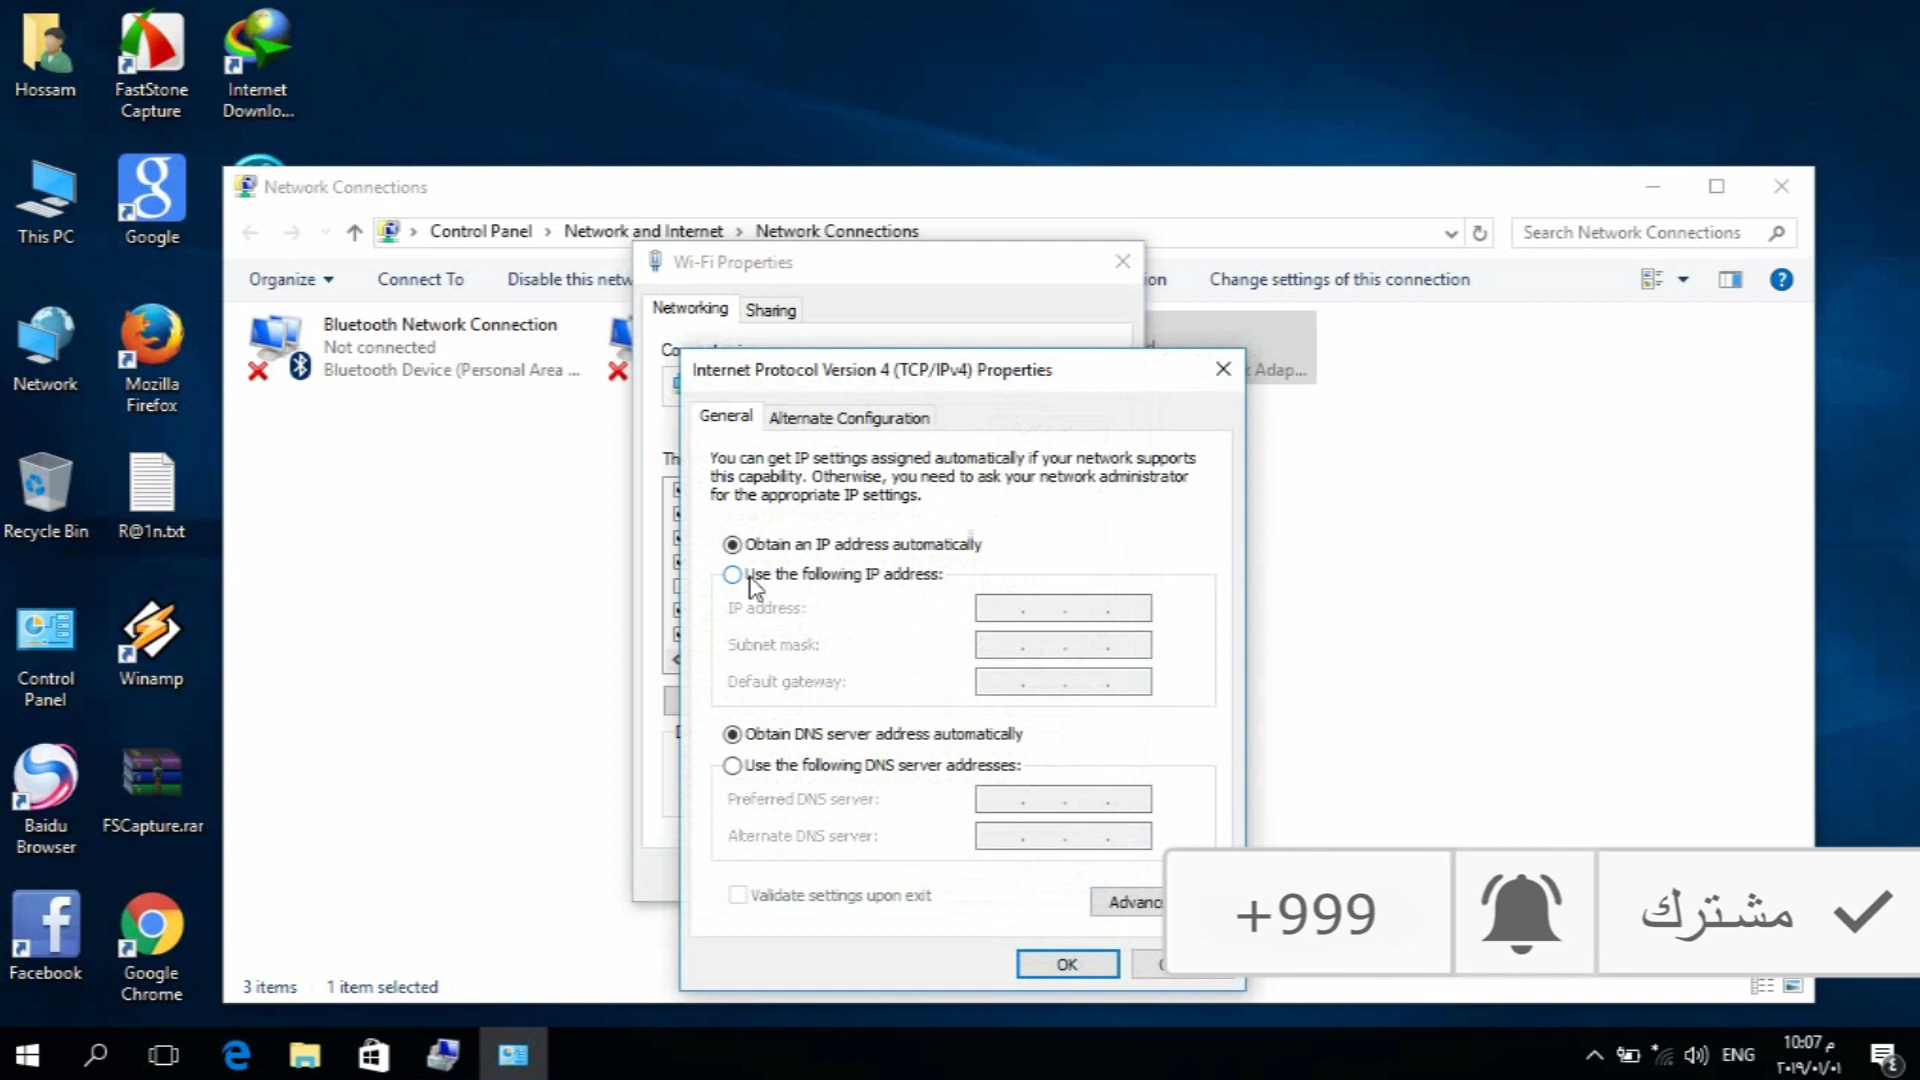 Hossam
FastStone
Capture
Internet
Downlo...
This PC
Google
Network
Mozilla
Firefox
Recycle Bin
R@1n.txt
Control
Panel
Winamp
Baidu
Browser
FSCapture.rar
Facebook
Google
Chrome
Network Connections
Control Panel > Network and Internet > Network Connections
Search Network Connections
Organize
Connect To
Disable this netw
ion
Change settings of this connection
Bluetooth Network Connection
Not connected
Bluetooth Device (Personal Area ...
k Adap...
Wi-Fi Properties
Networking
Sharing
Internet Protocol Version 4 (TCP/IPv4) Properties
General
Alternate Configuration
You can get IP settings assigned automatically if your network supports
this capability. Otherwise, you need to ask your network administrator
for the appropriate IP settings.
Obtain an IP address automatically
Use the following IP address:
IP address:
Subnet mask:
Default gateway:
Obtain DNS server address automatically
Use the following DNS server addresses:
Preferred DNS server:
Alternate DNS server:
Validate settings upon exit
Advanc
OK
+999
مشترك
3 items
1 item selected
ENG
10:07 م
٢٠١٩/٠١/٠١
٤